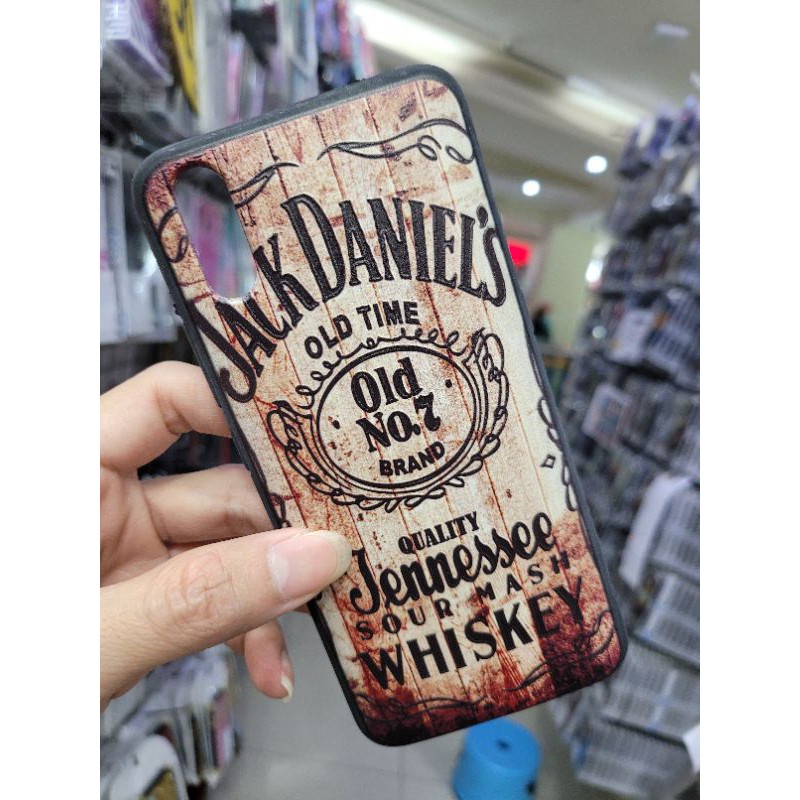 JACK DANIEL'S
OLD TIME
Old
No.7
BRAND
QUALITY
Tennessee
SOUR MASH
WHISKEY